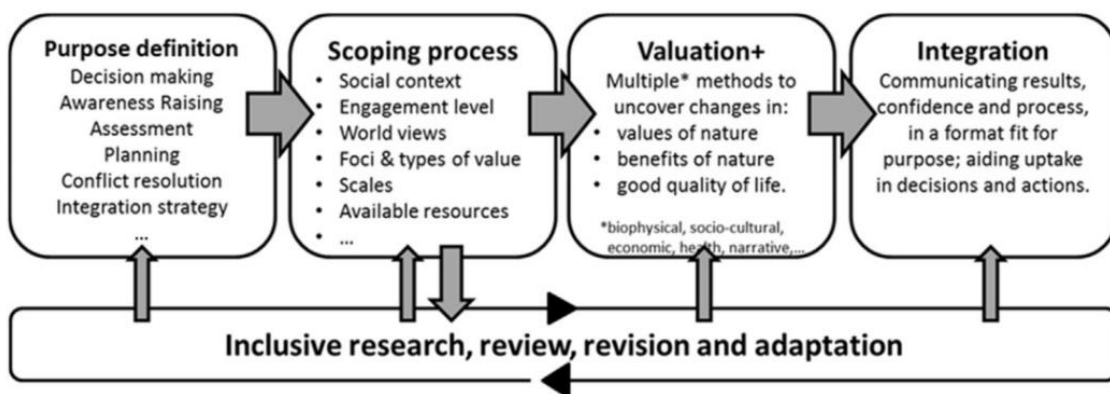 Purpose definition
Decision making
Awareness Raising
Assessment
Planning
Conflict resolution
Integration strategy
...
Scoping process
• Social context
• Engagement level
• World views
• Foci & types of value
• Scales
• Available resources
• ...
Valuation+
Multiple* methods to
uncover changes in:
• values of nature
• benefits of nature
• good quality of life.
*biophysical, socio-cultural,
economic, health, narrative,...
Integration
Communicating results,
confidence and process,
in a format fit for
purpose; aiding uptake
in decisions and actions.
Inclusive research, review, revision and adaptation